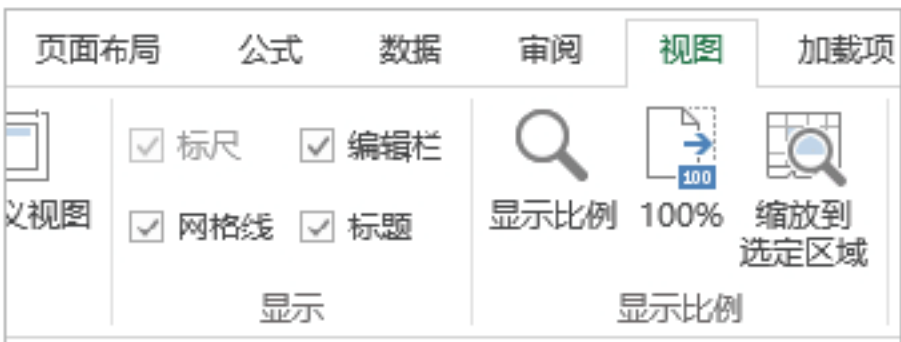 页面布局 公式 数据 审阅 视图 加载项
标尺 编辑栏
义视图 网格线 标题
显示
显示比例 100% 缩放到
选定区域
100
显示比例